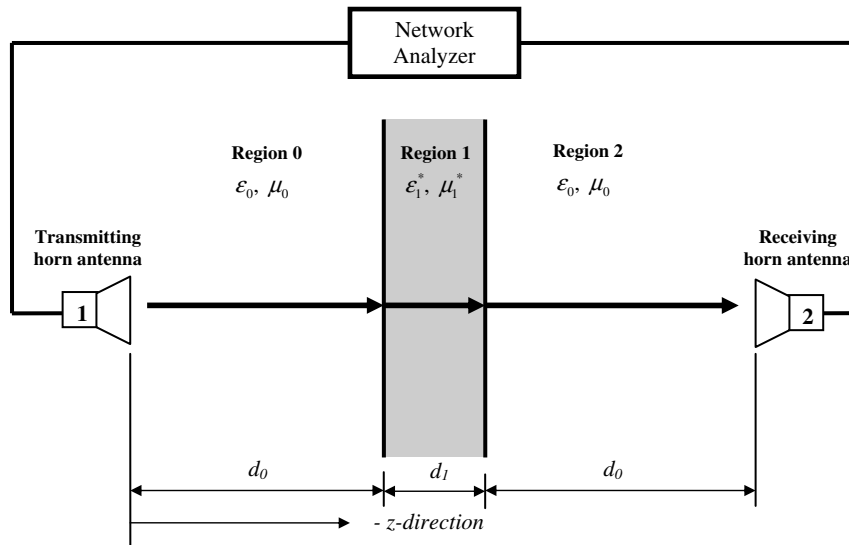 Network
Analyzer
Region 0
ε₀, μ₀
Region 1
ε₁*, μ₁*
Region 2
ε₀, μ₀
Transmitting
horn antenna
Receiving
horn antenna
1
2
d₀
d₁
d₀
- z-direction